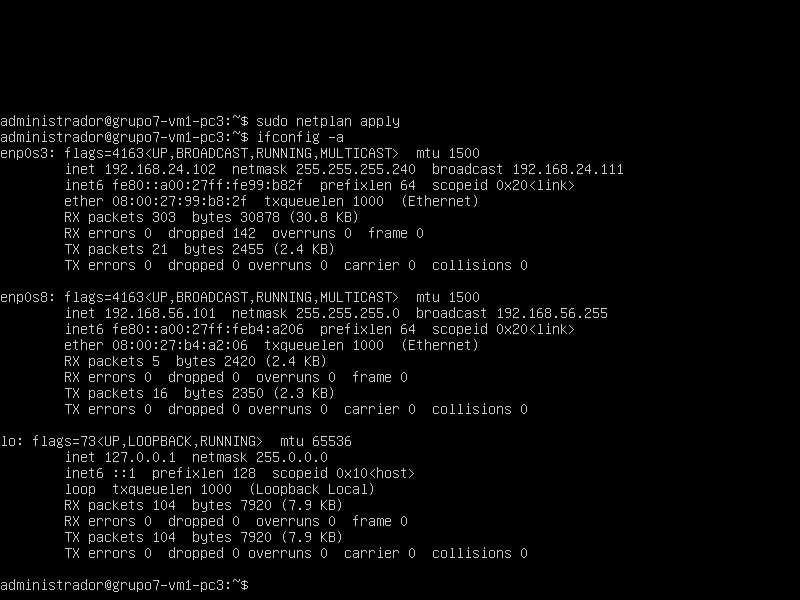 administrador@grupo7-vm1-pc3:~$ sudo netplan apply
administrador@grupo7-vm1-pc3:~$ ifconfig -a
enp0s3: flags=4163<UP,BROADCAST,RUNNING,MULTICAST>  mtu 1500
        inet 192.168.24.102  netmask 255.255.255.240  broadcast 192.168.24.111
        inet6 fe80::a00:27ff:fe99:b82f  prefixlen 64  scopeid 0x20<link>
        ether 08:00:27:99:b8:2f  txqueuelen 1000  (Ethernet)
        RX packets 303  bytes 30878 (30.8 KB)
        RX errors 0  dropped 142  overruns 0  frame 0
        TX packets 21  bytes 2455 (2.4 KB)
        TX errors 0  dropped 0 overruns 0  carrier 0  collisions 0

enp0s8: flags=4163<UP,BROADCAST,RUNNING,MULTICAST>  mtu 1500
        inet 192.168.56.101  netmask 255.255.255.0  broadcast 192.168.56.255
        inet6 fe80::a00:27ff:feb4:a206  prefixlen 64  scopeid 0x20<link>
        ether 08:00:27:b4:a2:06  txqueuelen 1000  (Ethernet)
        RX packets 5  bytes 2420 (2.4 KB)
        RX errors 0  dropped 0  overruns 0  frame 0
        TX packets 16  bytes 2350 (2.3 KB)
        TX errors 0  dropped 0 overruns 0  carrier 0  collisions 0

lo: flags=73<UP,LOOPBACK,RUNNING>  mtu 65536
        inet 127.0.0.1  netmask 255.0.0.0
        inet6 ::1  prefixlen 128  scopeid 0x10<host>
        loop  txqueuelen 1000  (Loopback Local)
        RX packets 104  bytes 7920 (7.9 KB)
        RX errors 0  dropped 0  overruns 0  frame 0
        TX packets 104  bytes 7920 (7.9 KB)
        TX errors 0  dropped 0 overruns 0  carrier 0  collisions 0

administrador@grupo7-vm1-pc3:~$